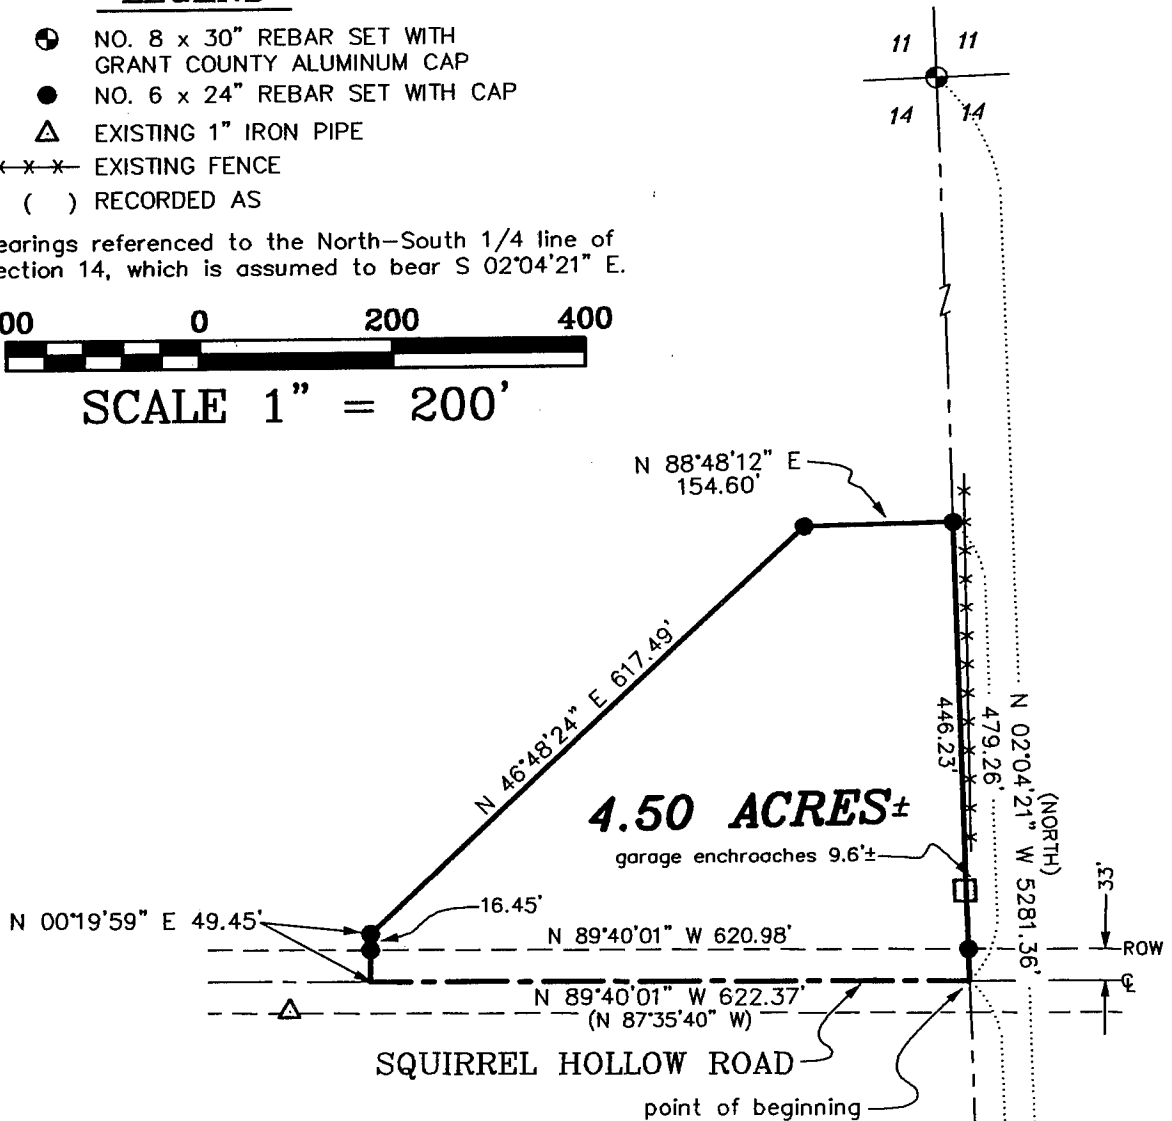 LEGEND
NO. 8 x 30" REBAR SET WITH
GRANT COUNTY ALUMINUM CAP
NO. 6 x 24" REBAR SET WITH CAP
EXISTING 1" IRON PIPE
EXISTING FENCE
( ) RECORDED AS
earings referenced to the North-South 1/4 line of
ection 14, which is assumed to bear S 02°04'21" E.
00 0 200 400
SCALE 1" = 200'
11 11
14 14
N 88°48'12" E
154.60'
N 46°48'24" E 617.49'
446.23'
479.26'
N 02°04'21" W 5281.36'
(NORTH)
4.50 ACRES±
garage enchroaches 9.6'±
33'
N 00°19'59" E 49.45'
16.45'
N 89°40'01" W 620.98'
ROW
N 89°40'01" W 622.37'
℄
(N 87°35'40" W)
SQUIRREL HOLLOW ROAD
point of beginning